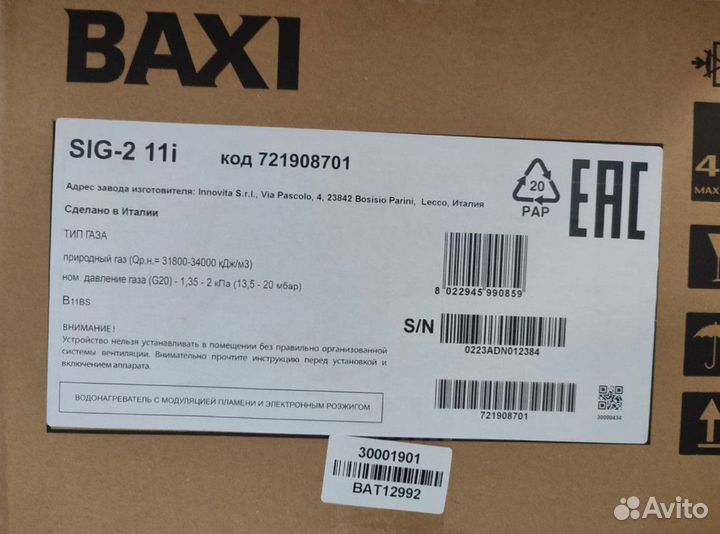 BAXI
SIG-2 11i
код 721908701
Адрес завода изготовителя: Innovita S.r.l., Via Pascolo, 4, 23842 Bosisio Parini, Lecco, Италия
Сделано в Италии
ТИП ГАЗА
природный газ (Qр.н.= 31800-34000 кДж/м3)
ном. давление газа (G20) - 1,35 - 2 кПа (13,5 - 20 мбар)
B11BS
ВНИМАНИЕ!
Устройство нельзя устанавливать в помещении без правильно организованной
системы вентиляции. Внимательно прочтите инструкцию перед установкой и
включением аппарата.
ВОДОНАГРЕВАТЕЛЬ С МОДУЛЯЦИЕЙ ПЛАМЕНИ И ЭЛЕКТРОННЫМ РОЗЖИГОМ
20
PAP
EAC
8 022945 990859
S/N
0223ADN012384
721908701
30000434
30001901
BAT12992
4
MAX
Avito